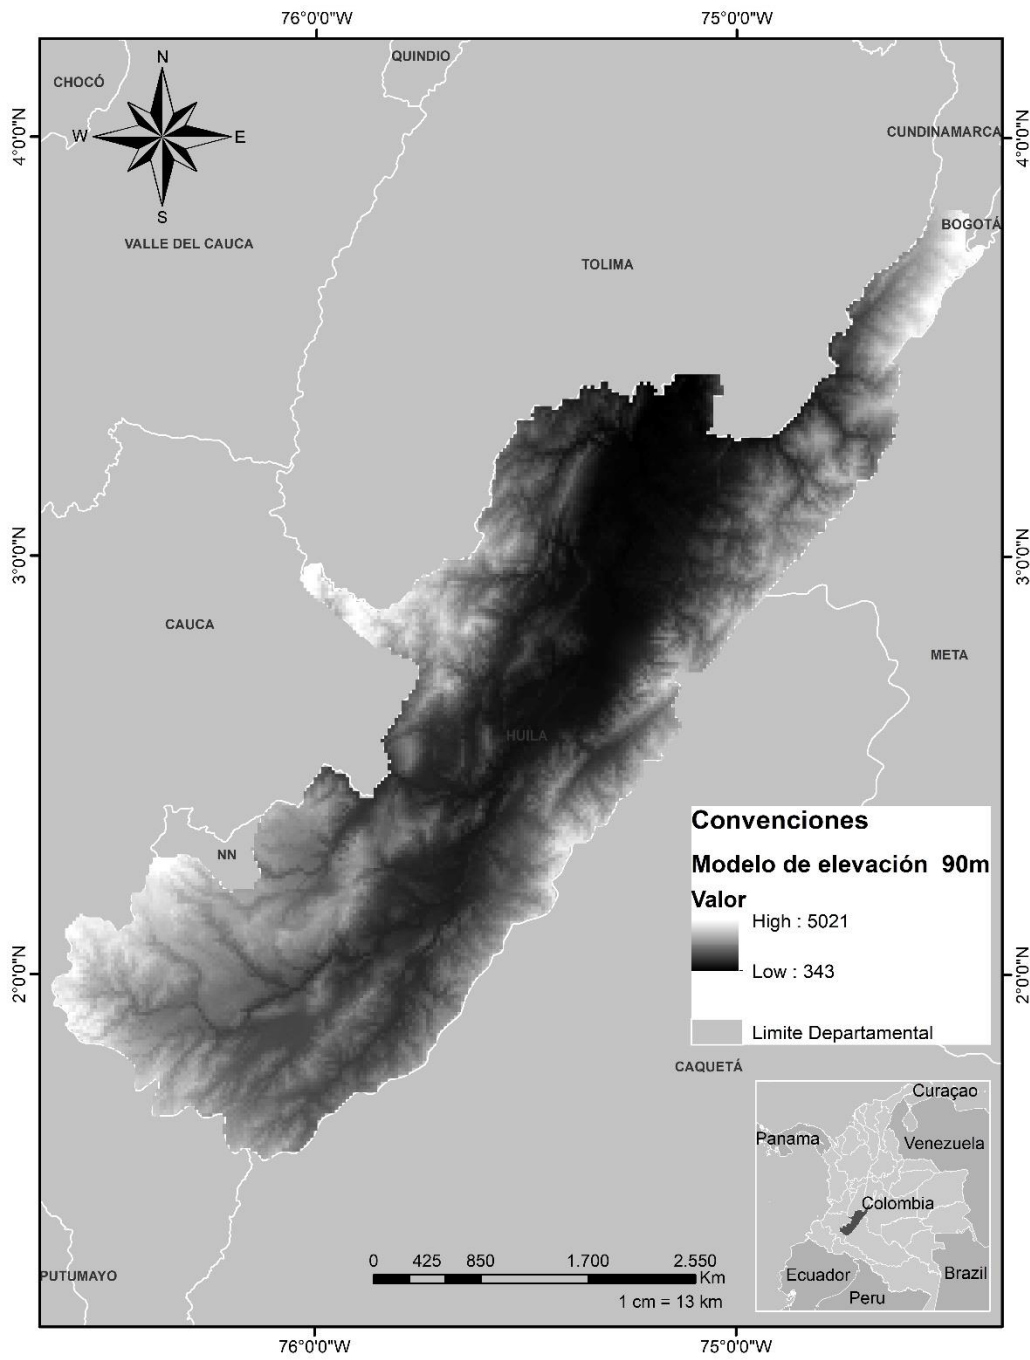 76°0'0"W
75°0'0"W
CHOCÓ
QUINDIO
N
W
E
S
4°0'0"N
CUNDINAMARCA
4°0'0"N
BOGOTÁ
VALLE DEL CAUCA
TOLIMA
3°0'0"N
3°0'0"N
CAUCA
META
HUILA
NN
Convenciones
Modelo de elevación 90m
Valor
High : 5021
Low : 343
Limite Departamental
2°0'0"N
2°0'0"N
CAQUETÁ
Curaçao
Panama
Venezuela
Colombia
Ecuador
Brazil
Peru
PUTUMAYO
0 425 850 1.700 2.550
Km
1 cm = 13 km
76°0'0"W
75°0'0"W